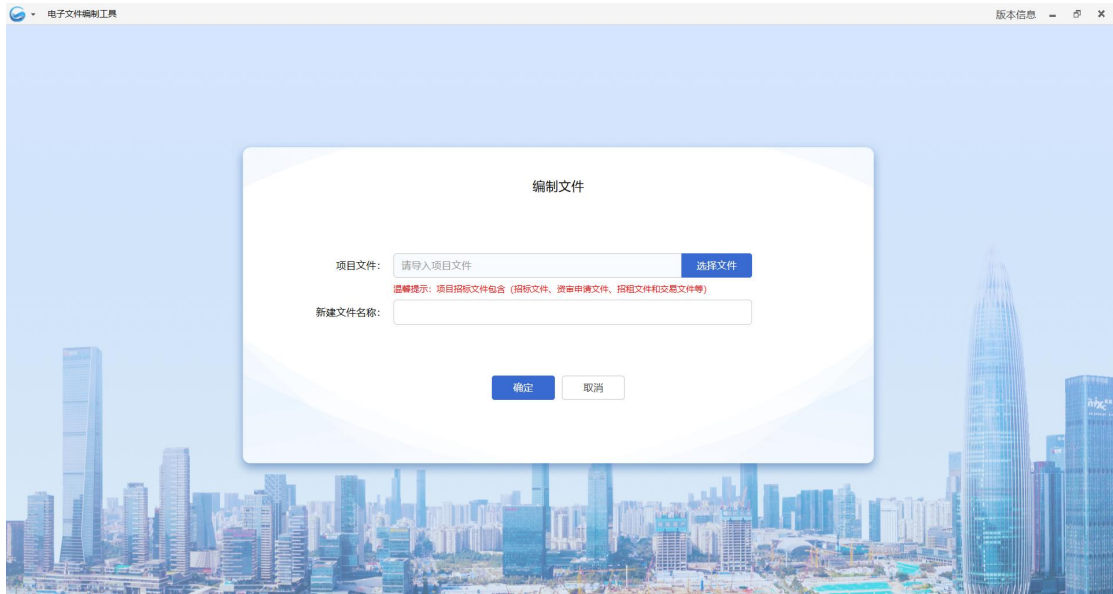 电子文件编制工具
版本信息
编制文件
项目文件：
请导入项目文件
选择文件
温馨提示：项目招标文件包含（招标文件、资审申请文件、招租文件和交易文件等）
新建文件名称：
确定
取消